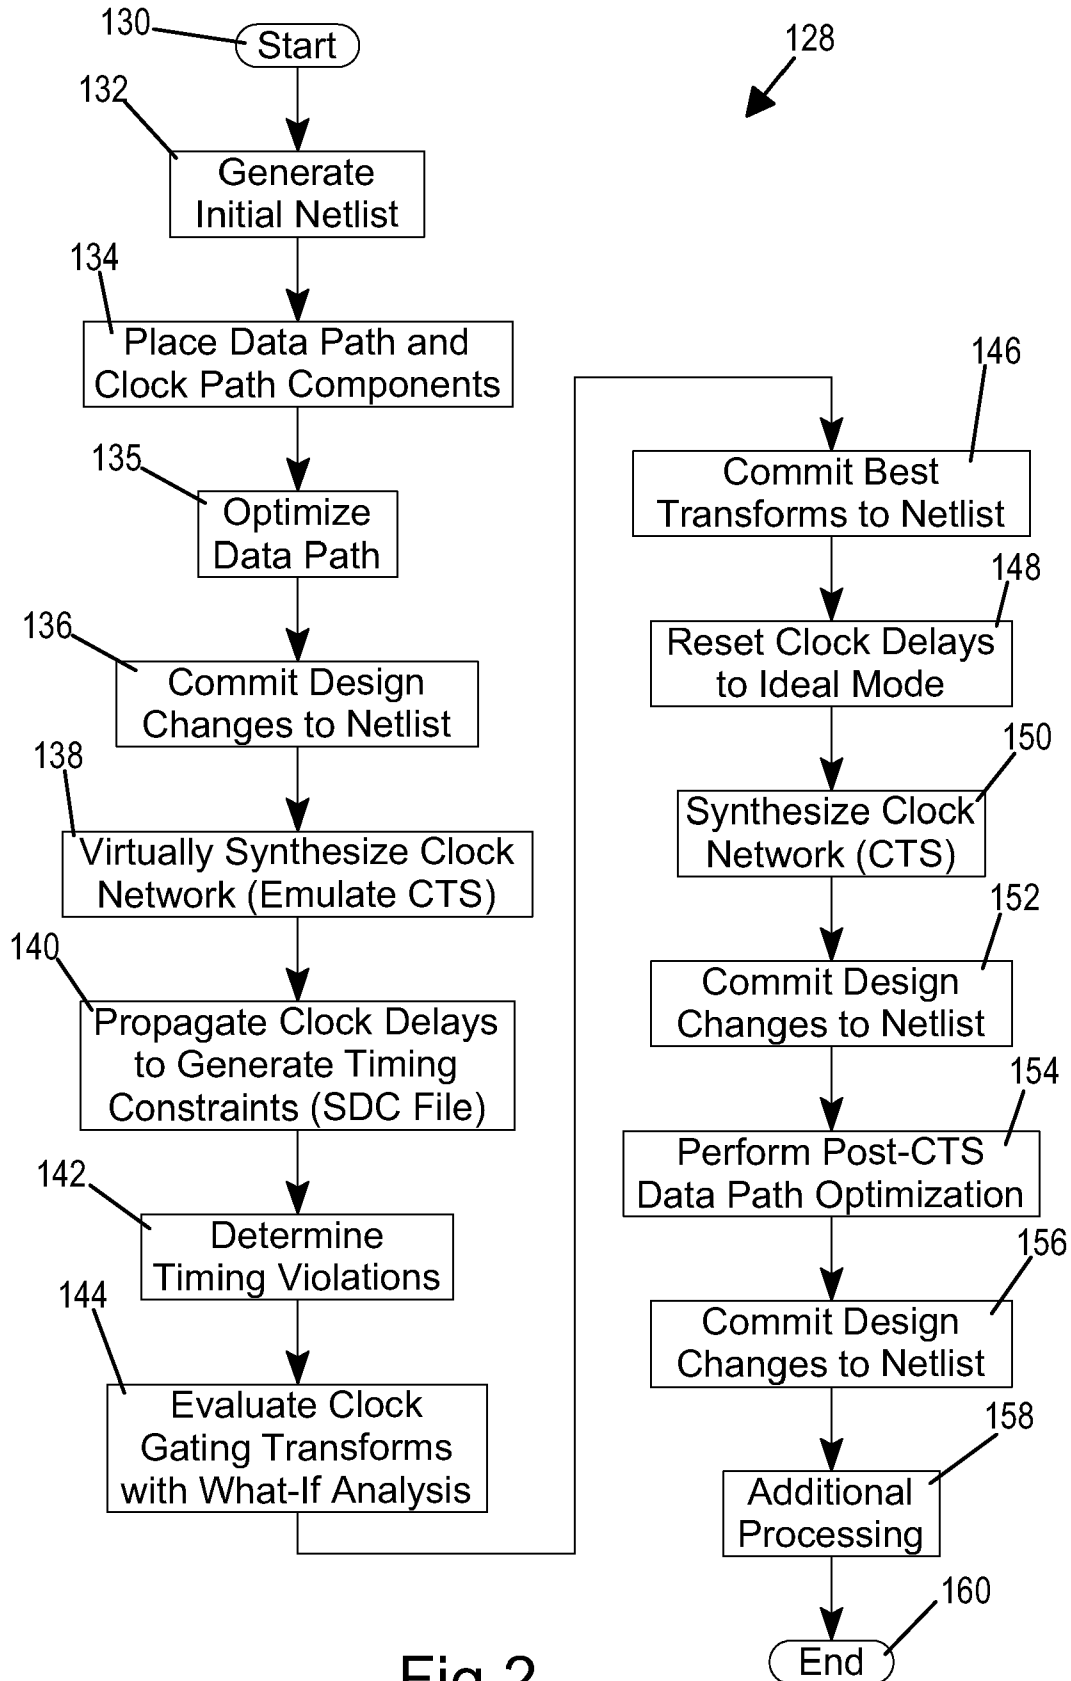 130
Start
128
132
Generate
Initial Netlist
134
Place Data Path and
Clock Path Components
135
Optimize
Data Path
136
Commit Design
Changes to Netlist
138
Virtually Synthesize Clock
Network (Emulate CTS)
140
Propagate Clock Delays
to Generate Timing
Constraints (SDC File)
142
Determine
Timing Violations
144
Evaluate Clock
Gating Transforms
with What-If Analysis
146
Commit Best
Transforms to Netlist
148
Reset Clock Delays
to Ideal Mode
150
Synthesize Clock
Network (CTS)
152
Commit Design
Changes to Netlist
154
Perform Post-CTS
Data Path Optimization
156
Commit Design
Changes to Netlist
158
Additional
Processing
160
End
Fig 2